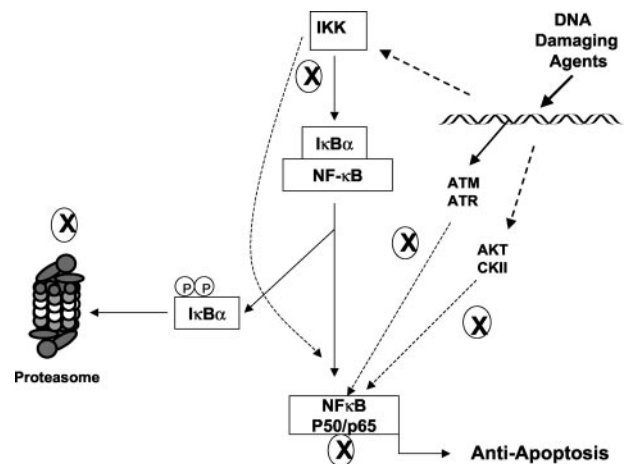 IKK
DNA
Damaging
Agents
X
IκBα
NF-κB
ATM
ATR
X
X
AKT
CKII
P P
IκBα
X
Proteasome
NFκB
P50/p65
X
Anti-Apoptosis